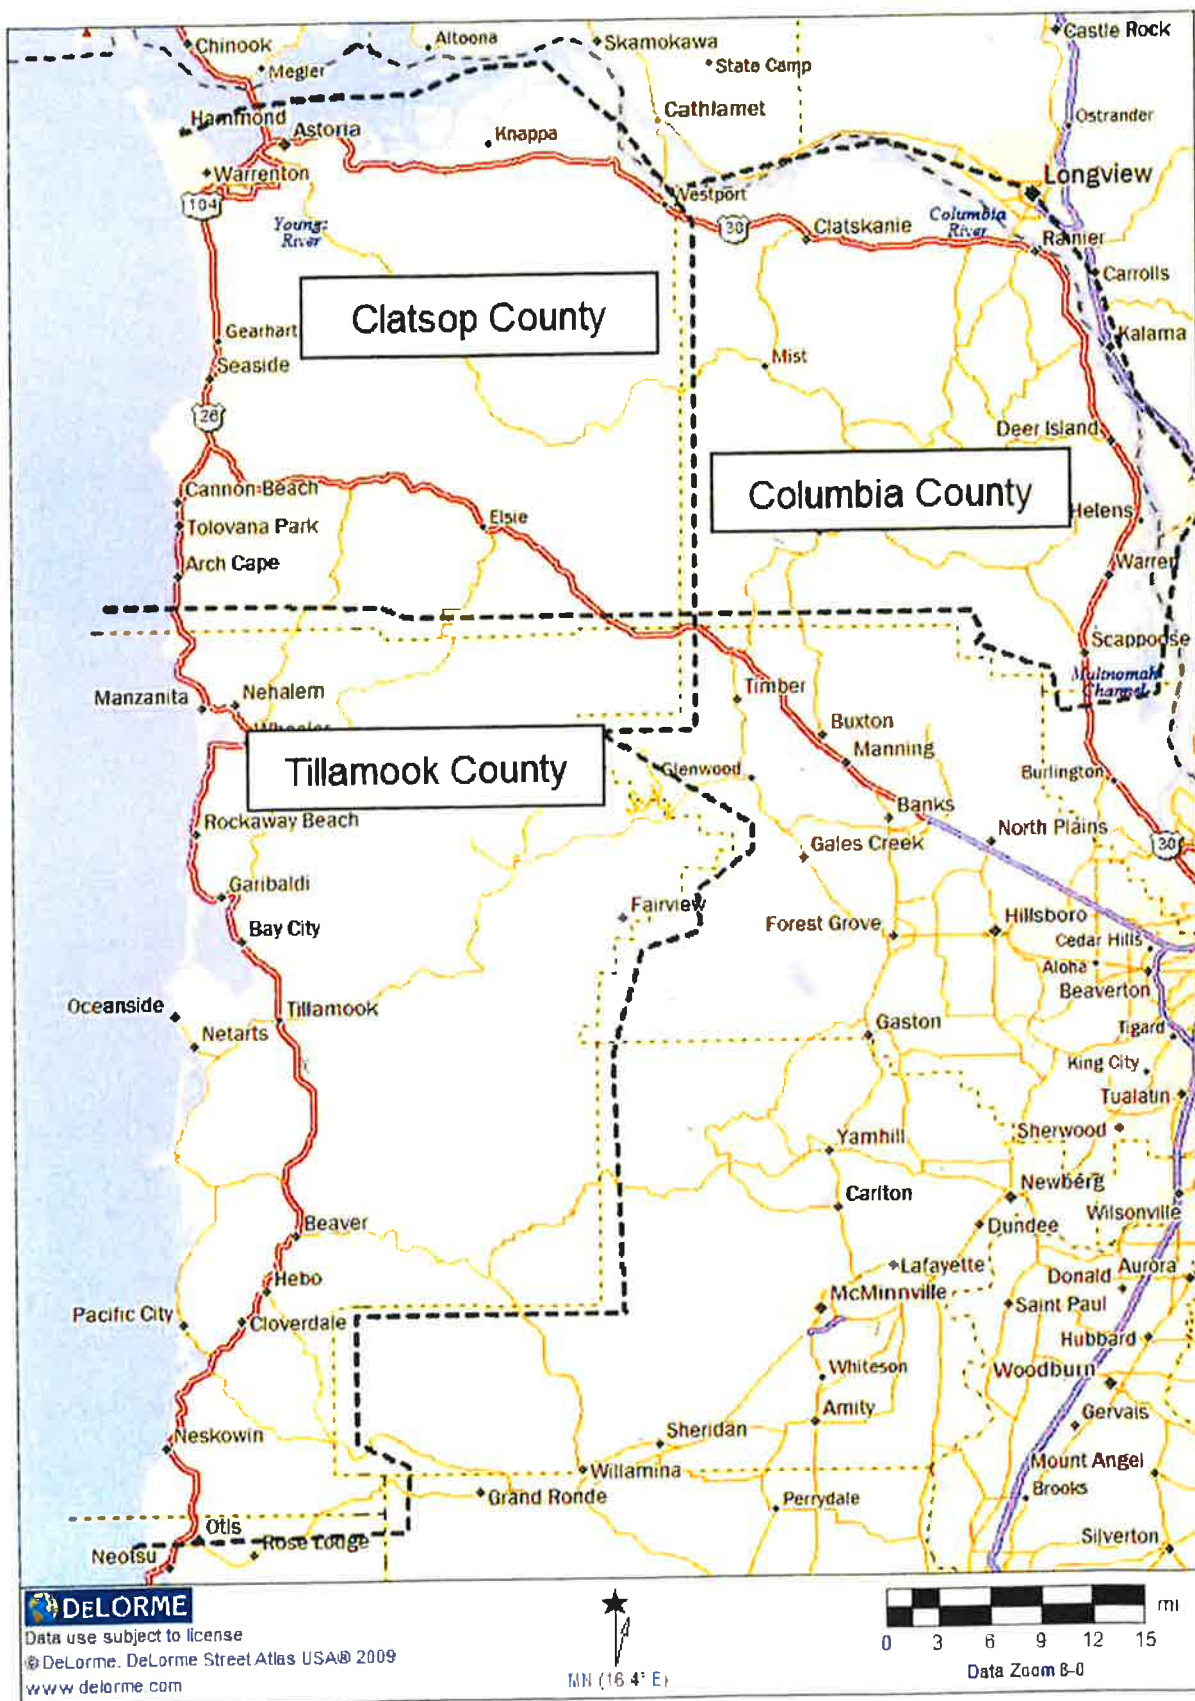 Chinook
Altoona
Skamokawa
Castle Rock
Megler
State Camp
Hammond
Cathlamet
Ostrander
Astoria
Knappa
Warrenton
Longview
Westport
104
Youngs
River
30
Clatskanie
Columbia
River
Rainier
Carrolls
Clatsop County
Gearhart
Kalama
Seaside
Mist
26
Deer Island
Cannon Beach
Columbia County
Tolovana Park
Elsie
Helens
Arch Cape
Warren
Scappoose
Multnomah
Channel
Manzanita
Nehalem
Timber
Wheeler
Buxton
Tillamook County
Manning
Glenwood
Burlington
Rockaway Beach
Banks
North Plains
Gales Creek
30
Garibaldi
Fairview
Bay City
Forest Grove
Hillsboro
Cedar Hills
Aloha
Beaverton
Oceanside
Tillamook
Netarts
Gaston
Tigard
King City
Tualatin
Yamhill
Sherwood
Carlton
Newberg
Beaver
Dundee
Wilsonville
Lafayette
Hebo
Donald
Aurora
McMinnville
Saint Paul
Pacific City
Cloverdale
Hubbard
Whiteson
Woodburn
Amity
Gervais
Neskowin
Sheridan
Willamina
Mount Angel
Grand Ronde
Perrydale
Brooks
Otis
Rose Lodge
Silverton
Neotsu
DELORME
Data use subject to license
© DeLorme. DeLorme Street Atlas USA® 2009
www.delorme.com
MN (16.4° E)
mi
0 3 6 9 12 15
Data Zoom 8-0